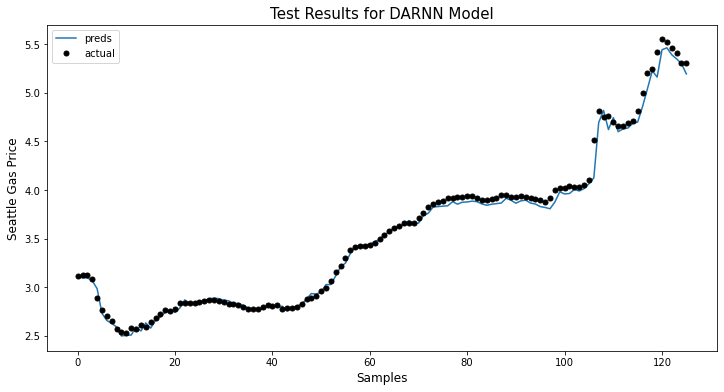 Test Results for DARNN Model
preds
actual
Seattle Gas Price
5.5
5.0
4.5
4.0
3.5
3.0
2.5
0 20 40 60 80 100 120
Samples